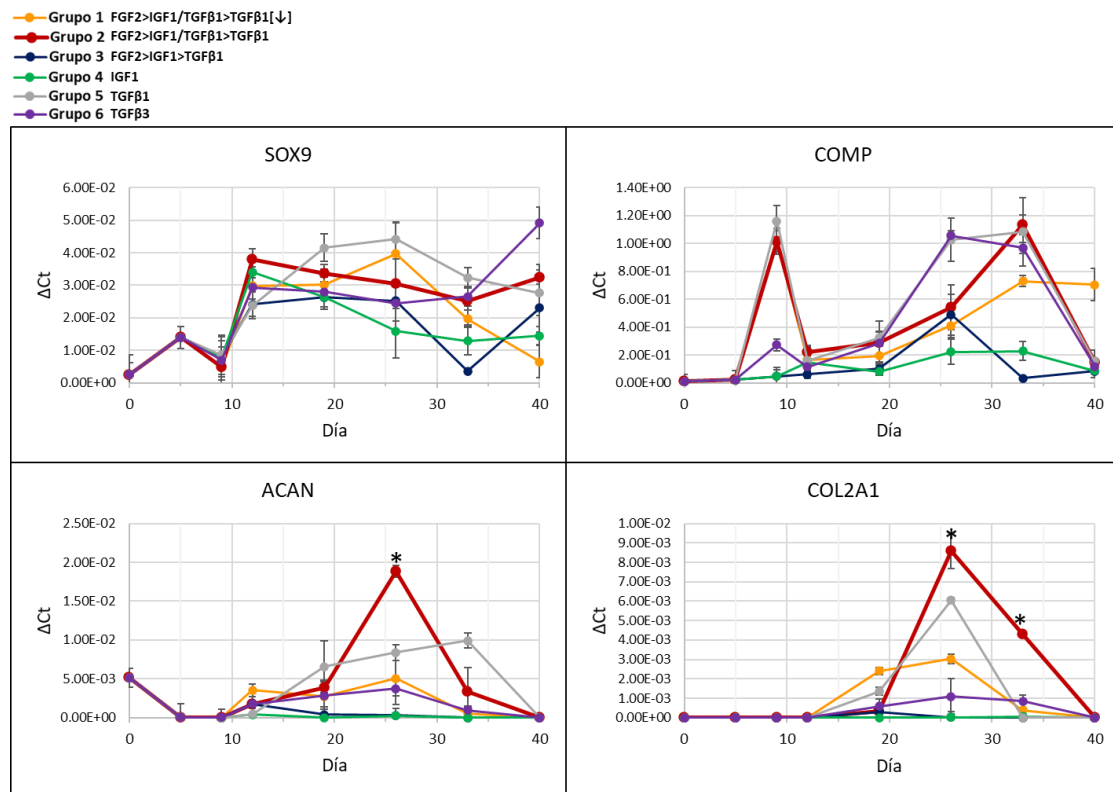 Grupo 1 FGF2>IGF1/TGFβ1>TGFβ1[↓]
Grupo 2 FGF2>IGF1/TGFβ1>TGFβ1
Grupo 3 FGF2>IGF1>TGFβ1
Grupo 4 IGF1
Grupo 5 TGFβ1
Grupo 6 TGFβ3
SOX9
6.00E-02
5.00E-02
4.00E-02
3.00E-02
2.00E-02
1.00E-02
0.00E+00
ΔCt
0 10 20 30 40
Día
COMP
1.40E+00
1.20E+00
1.00E+00
8.00E-01
6.00E-01
4.00E-01
2.00E-01
0.00E+00
ΔCt
0 10 20 30 40
Día
ACAN
2.50E-02
2.00E-02
1.50E-02
1.00E-02
5.00E-03
0.00E+00
ΔCt
*
0 10 20 30 40
Día
COL2A1
1.00E-02
9.00E-03
8.00E-03
7.00E-03
6.00E-03
5.00E-03
4.00E-03
3.00E-03
2.00E-03
1.00E-03
0.00E+00
ΔCt
*
*
0 10 20 30 40
Día